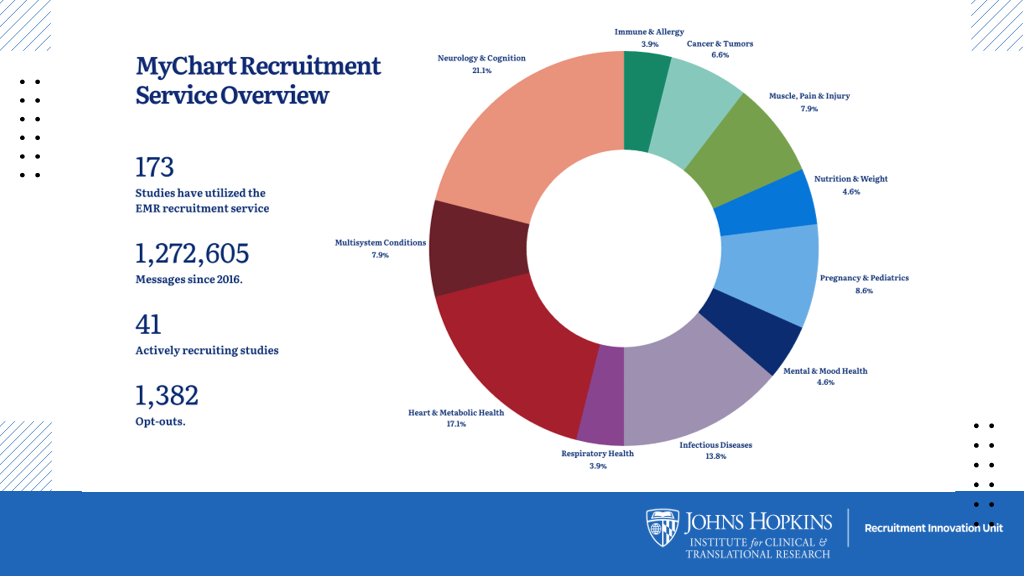 MyChart Recruitment
Service Overview
173
Studies have utilized the
EMR recruitment service
1,272,605
Messages since 2016.
41
Actively recruiting studies
1,382
Opt-outs.
Immune & Allergy
3.9%
Cancer & Tumors
6.6%
Muscle, Pain & Injury
7.9%
Nutrition & Weight
4.6%
Pregnancy & Pediatrics
8.6%
Mental & Mood Health
4.6%
Infectious Diseases
13.8%
Respiratory Health
3.9%
Heart & Metabolic Health
17.1%
Multisystem Conditions
7.9%
Neurology & Cognition
21.1%
JOHNS HOPKINS
INSTITUTE for CLINICAL &
TRANSLATIONAL RESEARCH
Recruitment Innovation Unit